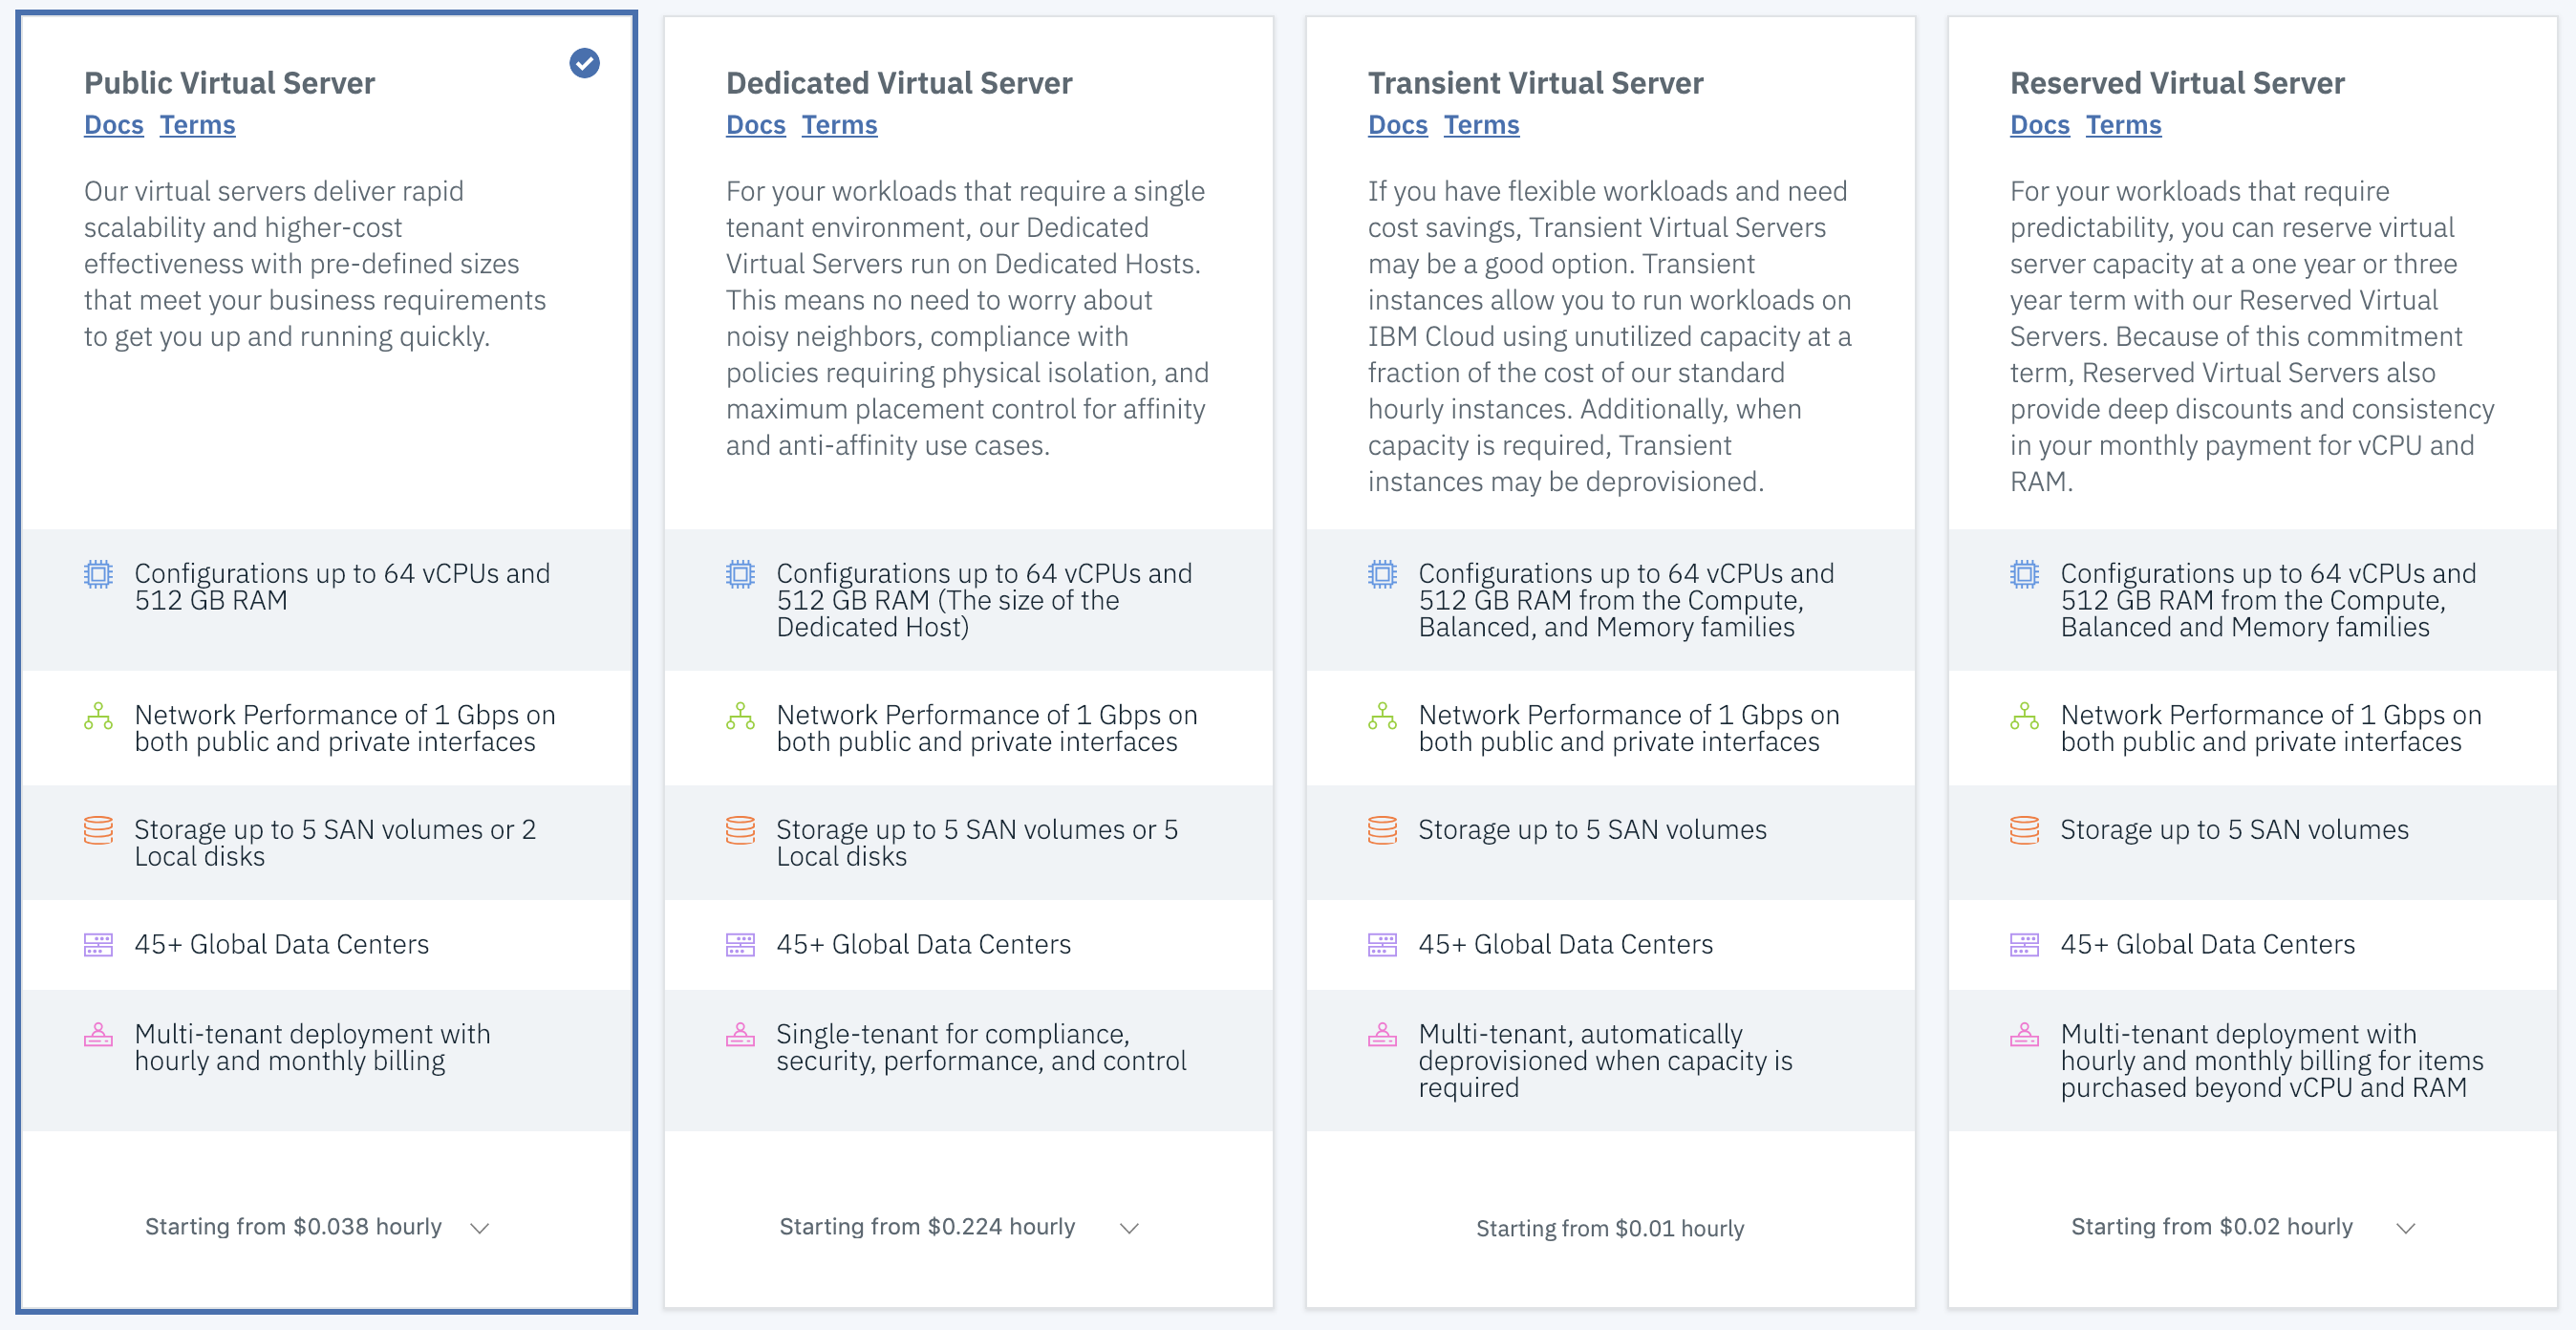 Public Virtual Server
Docs Terms
Our virtual servers deliver rapid
scalability and higher-cost
effectiveness with pre-defined sizes
that meet your business requirements
to get you up and running quickly.
Configurations up to 64 vCPUs and
512 GB RAM
Network Performance of 1 Gbps on
both public and private interfaces
Storage up to 5 SAN volumes or 2
Local disks
45+ Global Data Centers
Multi-tenant deployment with
hourly and monthly billing
Starting from $0.038 hourly
Dedicated Virtual Server
Docs Terms
For your workloads that require a single
tenant environment, our Dedicated
Virtual Servers run on Dedicated Hosts.
This means no need to worry about
noisy neighbors, compliance with
policies requiring physical isolation, and
maximum placement control for affinity
and anti-affinity use cases.
Configurations up to 64 vCPUs and
512 GB RAM (The size of the
Dedicated Host)
Network Performance of 1 Gbps on
both public and private interfaces
Storage up to 5 SAN volumes or 5
Local disks
45+ Global Data Centers
Single-tenant for compliance,
security, performance, and control
Starting from $0.224 hourly
Transient Virtual Server
Docs Terms
If you have flexible workloads and need
cost savings, Transient Virtual Servers
may be a good option. Transient
instances allow you to run workloads on
IBM Cloud using unutilized capacity at a
fraction of the cost of our standard
hourly instances. Additionally, when
capacity is required, Transient
instances may be deprovisioned.
Configurations up to 64 vCPUs and
512 GB RAM from the Compute,
Balanced, and Memory families
Network Performance of 1 Gbps on
both public and private interfaces
Storage up to 5 SAN volumes
45+ Global Data Centers
Multi-tenant, automatically
deprovisioned when capacity is
required
Starting from $0.01 hourly
Reserved Virtual Server
Docs Terms
For your workloads that require
predictability, you can reserve virtual
server capacity at a one year or three
year term with our Reserved Virtual
Servers. Because of this commitment
term, Reserved Virtual Servers also
provide deep discounts and consistency
in your monthly payment for vCPU and
RAM.
Configurations up to 64 vCPUs and
512 GB RAM from the Compute,
Balanced and Memory families
Network Performance of 1 Gbps on
both public and private interfaces
Storage up to 5 SAN volumes
45+ Global Data Centers
Multi-tenant deployment with
hourly and monthly billing for items
purchased beyond vCPU and RAM
Starting from $0.02 hourly